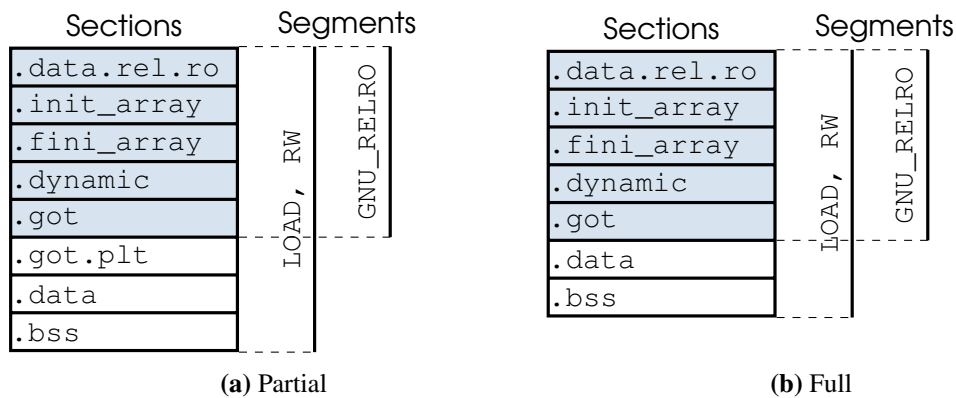 Sections
Segments
.data.rel.ro
.init_array
.fini_array
.dynamic
.got
.got.plt
.data
.bss
LOAD, RW
GNU_RELRO
(a) Partial
Sections
Segments
.data.rel.ro
.init_array
.fini_array
.dynamic
.got
.data
.bss
LOAD, RW
GNU_RELRO
(b) Full